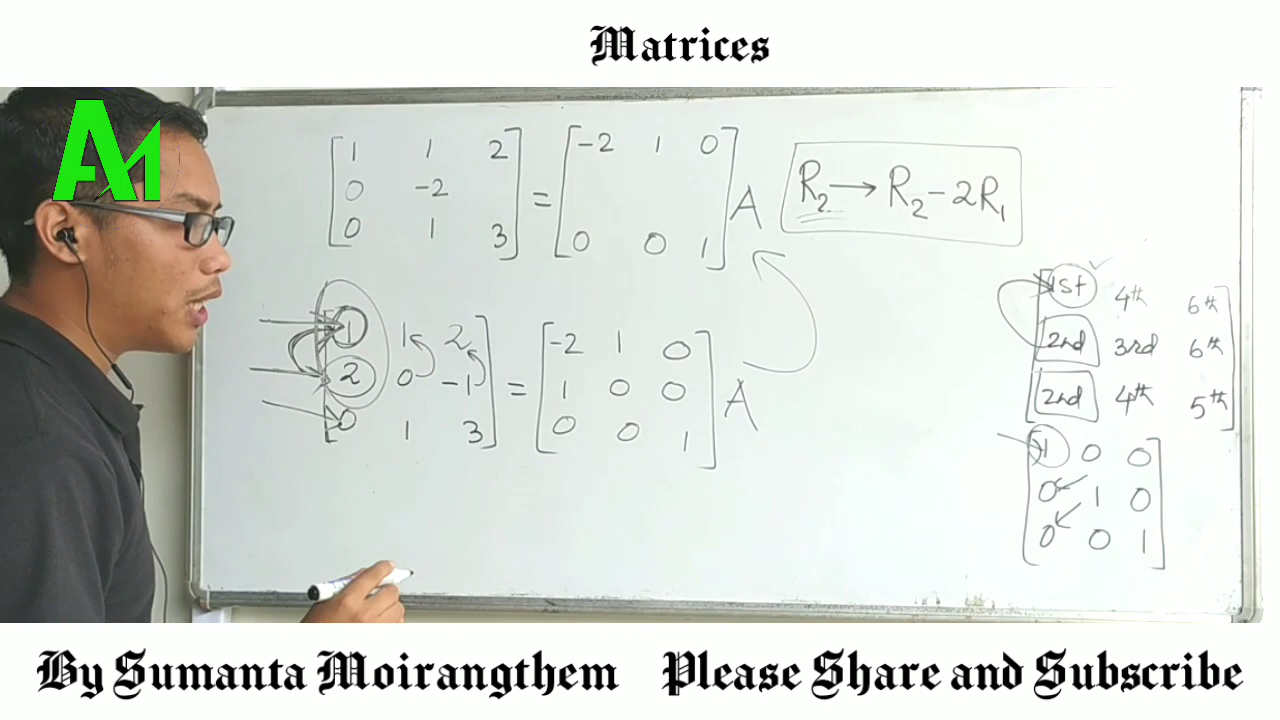 Matrices
AM
1 1 2 -2 1 0
0 -2 = A R₂ → R₂ - 2R₁
0 1 3 0 0 1
1 1 2 -2 1 0
2 0 -1 = 1 0 0 A
0 1 3 0 0 1
1st 4th 6th
2nd 3rd 6th
2nd 4th 5th
1 0 0
0 1 0
0 0 1
By Sumanta Moirangthem Please Share and Subscribe